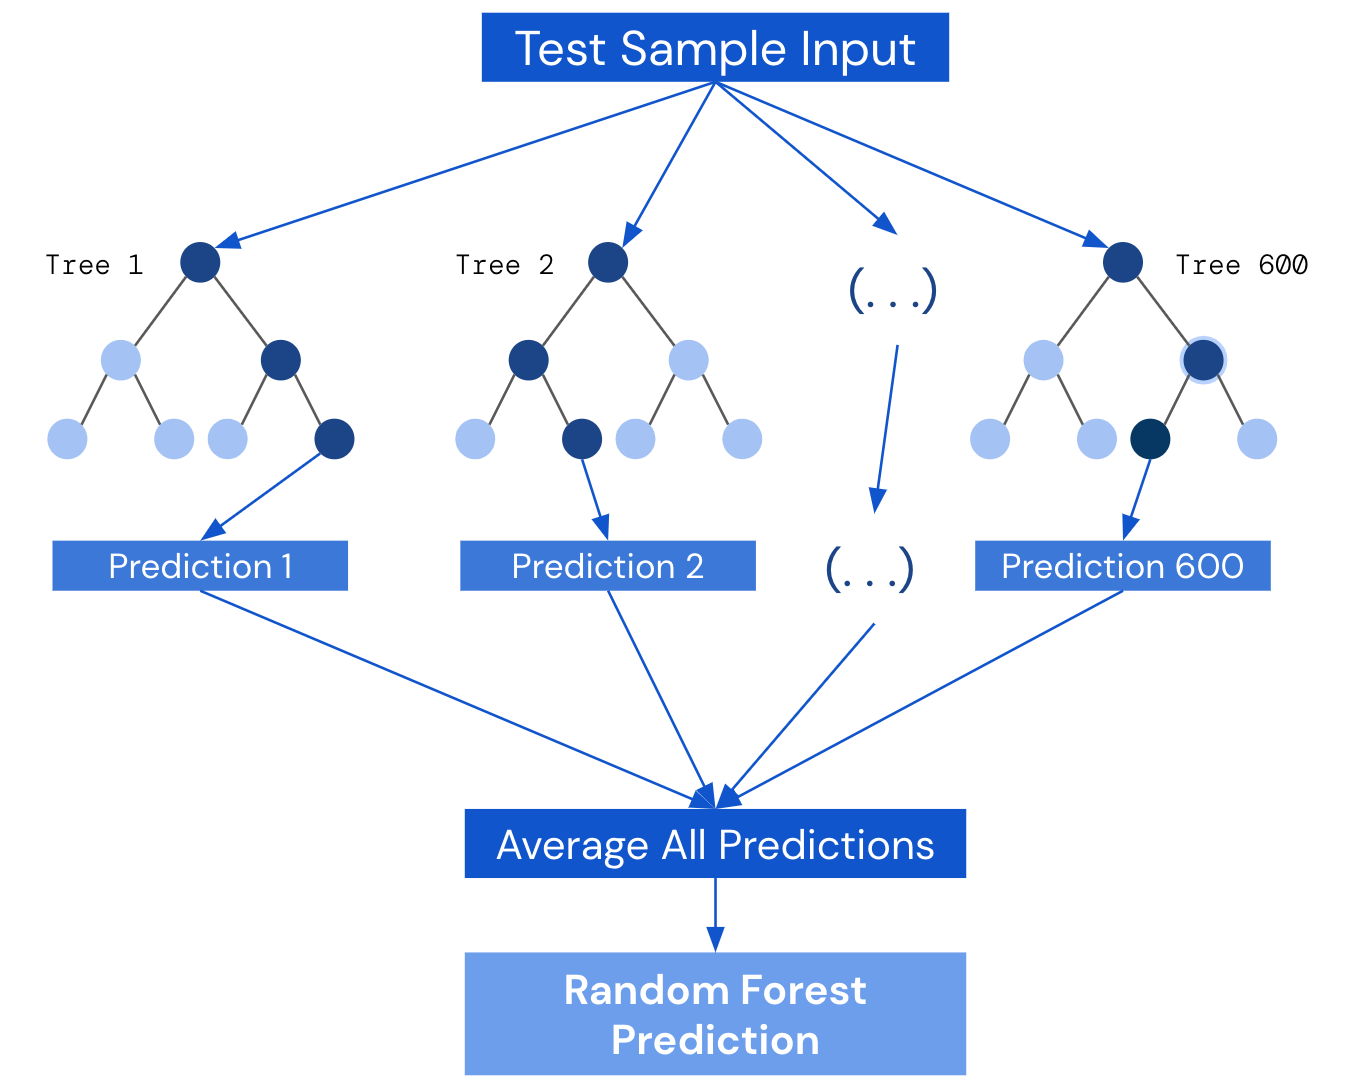 Test Sample Input
Tree 1
Tree 2
(...)
Tree 600
Prediction 1
Prediction 2
(...)
Prediction 600
Average All Predictions
Random Forest
Prediction